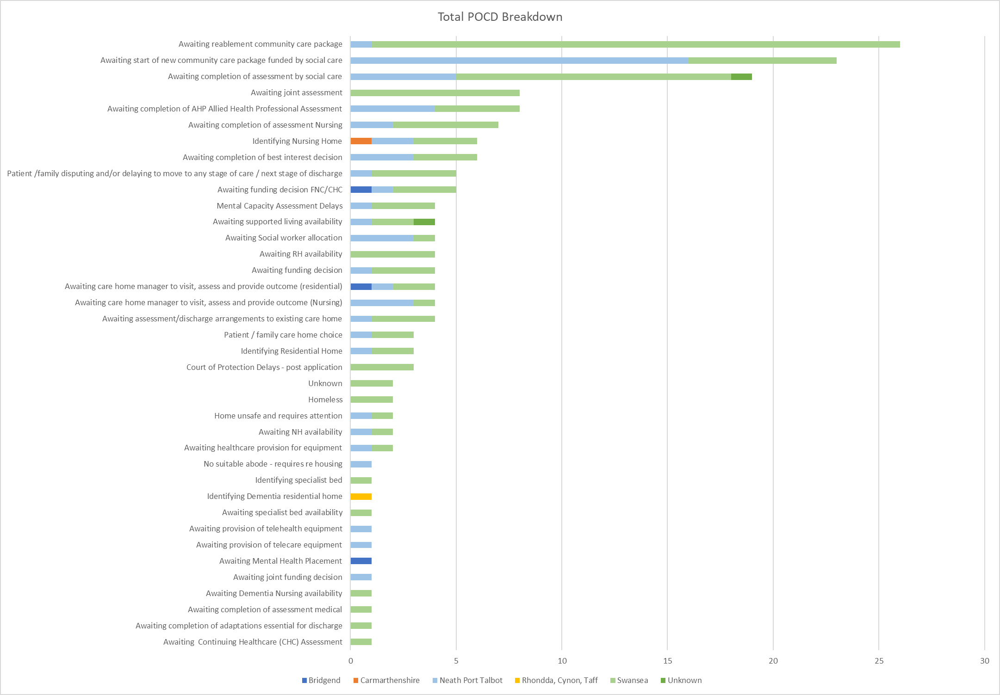 Total POCD Breakdown
Awaiting reablement community care package
Awaiting start of new community care package funded by social care
Awaiting completion of assessment by social care
Awaiting joint assessment
Awaiting completion of AHP Allied Health Professional Assessment
Awaiting completion of assessment Nursing
Identifying Nursing Home
Awaiting completion of best interest decision
Patient /family disputing and/or delaying to move to any stage of care / next stage of discharge
Awaiting funding decision FNC/CHC
Mental Capacity Assessment Delays
Awaiting supported living availability
Awaiting Social worker allocation
Awaiting RH availability
Awaiting funding decision
Awaiting care home manager to visit, assess and provide outcome (residential)
Awaiting care home manager to visit, assess and provide outcome (Nursing)
Awaiting assessment/discharge arrangements to existing care home
Patient / family care home choice
Identifying Residential Home
Court of Protection Delays - post application
Unknown
Homeless
Home unsafe and requires attention
Awaiting NH availability
Awaiting healthcare provision for equipment
No suitable abode - requires re housing
Identifying specialist bed
Identifying Dementia residential home
Awaiting specialist bed availability
Awaiting provision of telehealth equipment
Awaiting provision of telecare equipment
Awaiting Mental Health Placement
Awaiting joint funding decision
Awaiting Dementia Nursing availability
Awaiting completion of assessment medical
Awaiting completion of adaptations essential for discharge
Awaiting  Continuing Healthcare (CHC) Assessment
0 5 10 15 20 25 30
Bridgend Carmarthenshire Neath Port Talbot Rhondda, Cynon, Taff Swansea Unknown